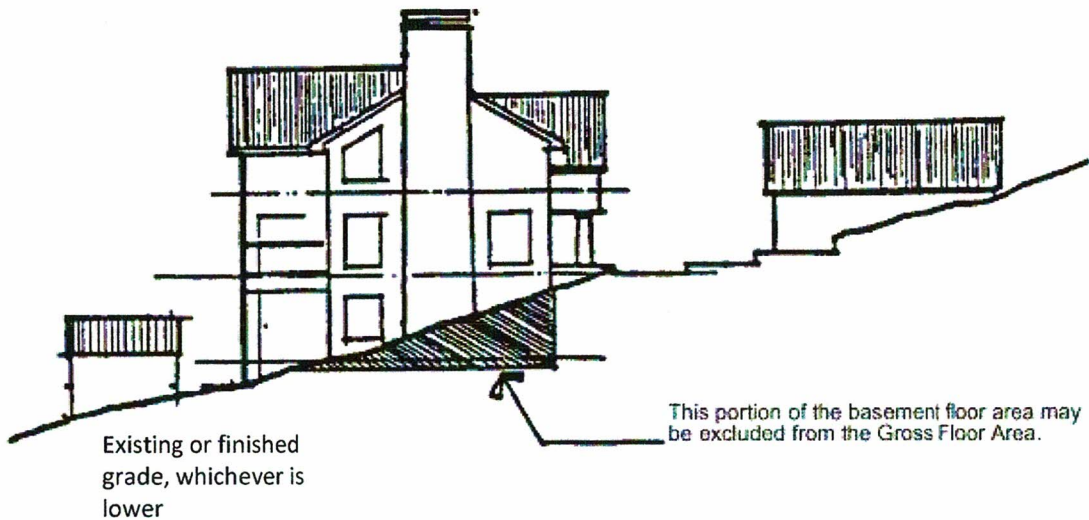 This portion of the basement floor area may
be excluded from the Gross Floor Area.
Existing or finished
grade, whichever is
lower